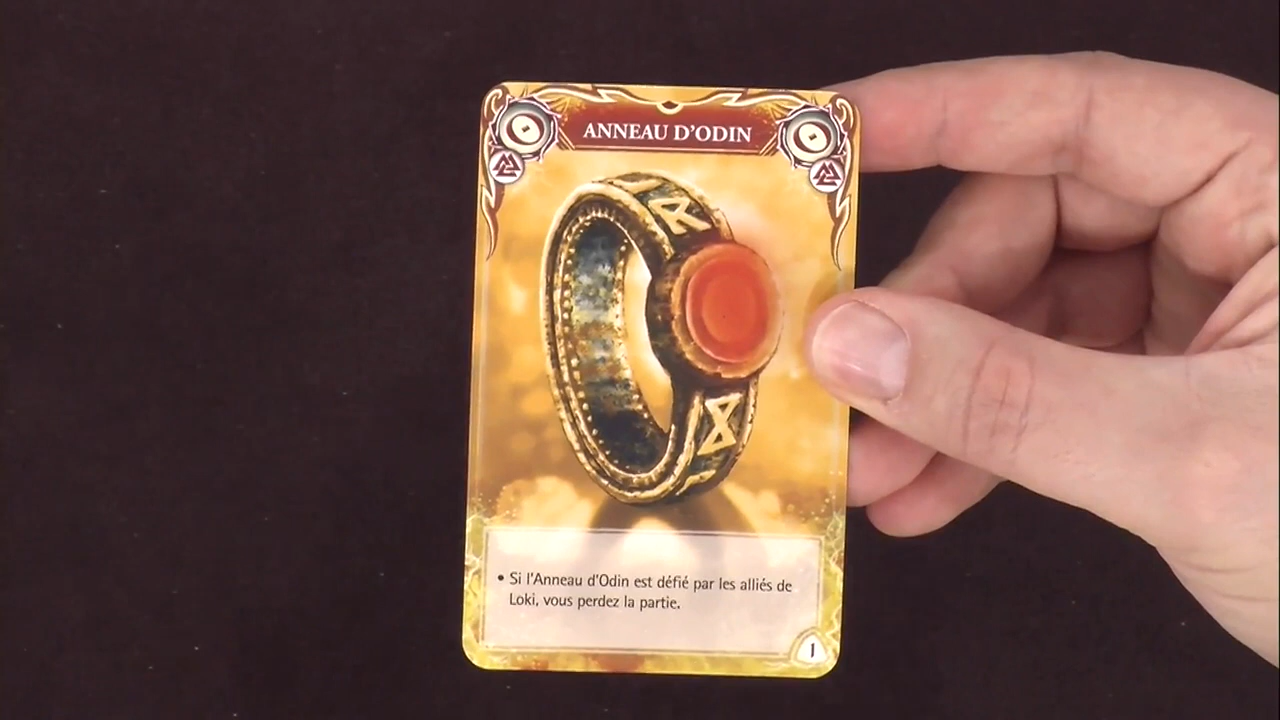 ANNEAU D'ODIN
• Si l'Anneau d'Odin est défié par les alliés de
Loki, vous perdez la partie.
1